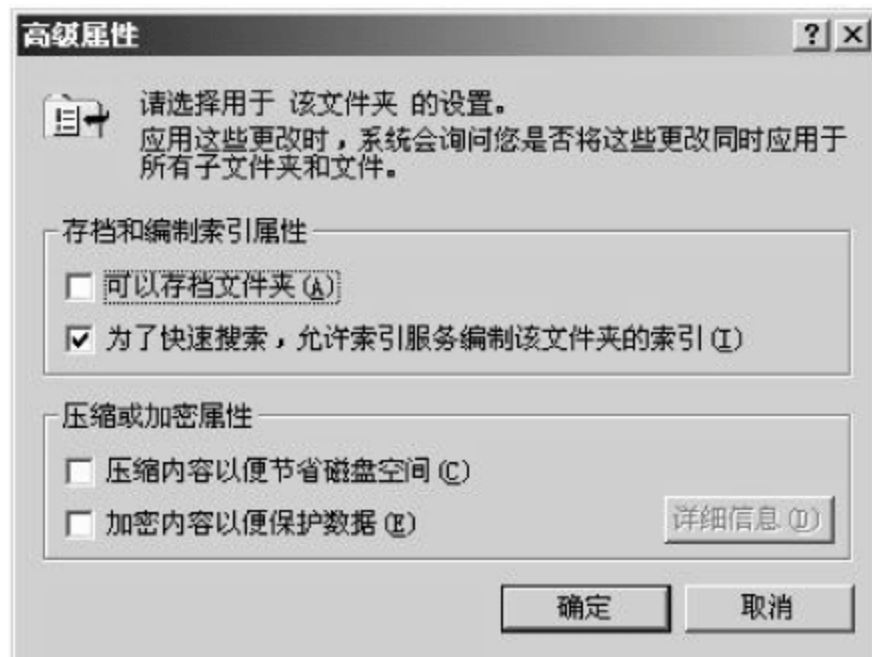 高级属性
请选择用于 该文件夹 的设置。
应用这些更改时，系统会询问您是否将这些更改同时应用于
所有子文件夹和文件。
存档和编制索引属性
可以存档文件夹(A)
为了快速搜索，允许索引服务编制该文件夹的索引(I)
压缩或加密属性
压缩内容以便节省磁盘空间(C)
加密内容以便保护数据(E)
详细信息(D)
确定 取消